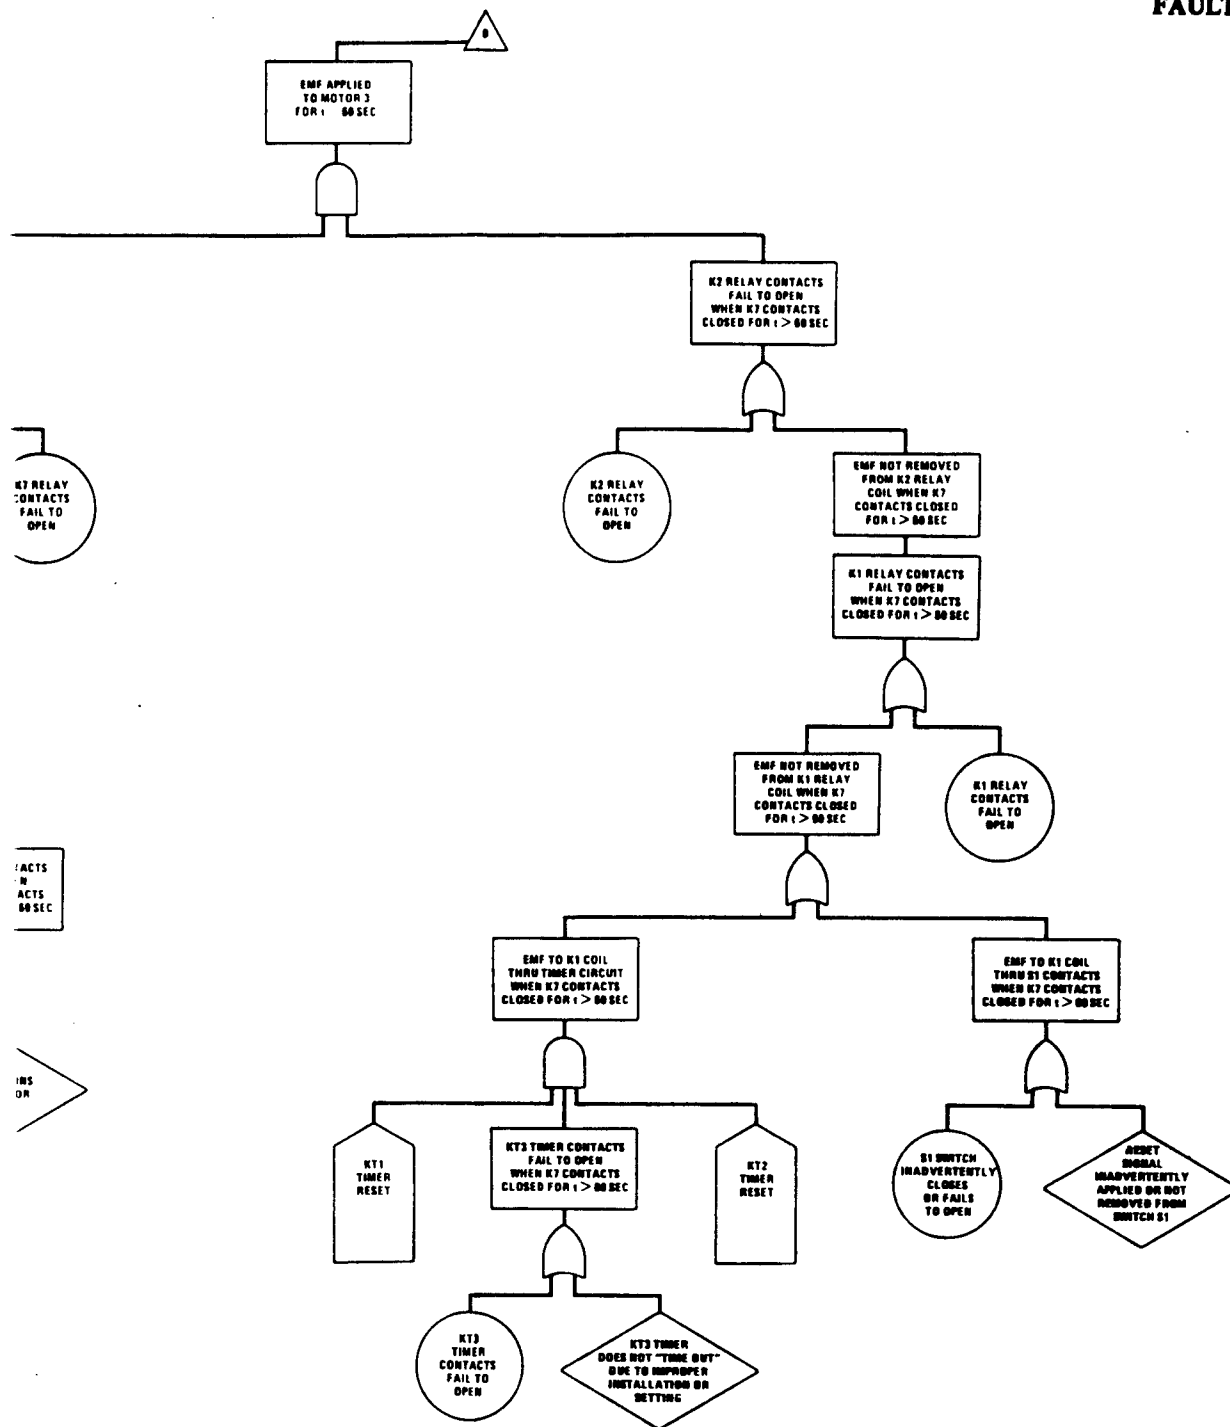 FAULT
EMF APPLIED
TO MOTOR 3
FOR t 60 SEC
K2 RELAY CONTACTS
FAIL TO OPEN
WHEN K7 CONTACTS
CLOSED FOR t > 60 SEC
K7 RELAY
CONTACTS
FAIL TO
OPEN
K2 RELAY
CONTACTS
FAIL TO
OPEN
EMF NOT REMOVED
FROM K2 RELAY
COIL WHEN K7
CONTACTS CLOSED
FOR t > 60 SEC
K1 RELAY CONTACTS
FAIL TO OPEN
WHEN K7 CONTACTS
CLOSED FOR t > 60 SEC
EMF NOT REMOVED
FROM K1 RELAY
COIL WHEN K7
CONTACTS CLOSED
FOR t > 60 SEC
K1 RELAY
CONTACTS
FAIL TO
OPEN
ACTS
N
ACTS
60 SEC
EMF TO K1 COIL
THRU TIMER CIRCUIT
WHEN K7 CONTACTS
CLOSED FOR t > 60 SEC
EMF TO K1 COIL
THRU S1 CONTACTS
WHEN K7 CONTACTS
CLOSED FOR t > 60 SEC
INS
OR
KT1
TIMER
RESET
KT3 TIMER CONTACTS
FAIL TO OPEN
WHEN K7 CONTACTS
CLOSED FOR t > 60 SEC
KT2
TIMER
RESET
S1 SWITCH
INADVERTENTLY
CLOSES
OR FAILS
TO OPEN
RESET
SIGNAL
INADVERTENTLY
APPLIED OR NOT
REMOVED FROM
SWITCH S1
KT3
TIMER
CONTACTS
FAIL TO
OPEN
KT3 TIMER
DOES NOT "TIME OUT"
DUE TO IMPROPER
INSTALLATION OR
SETTING